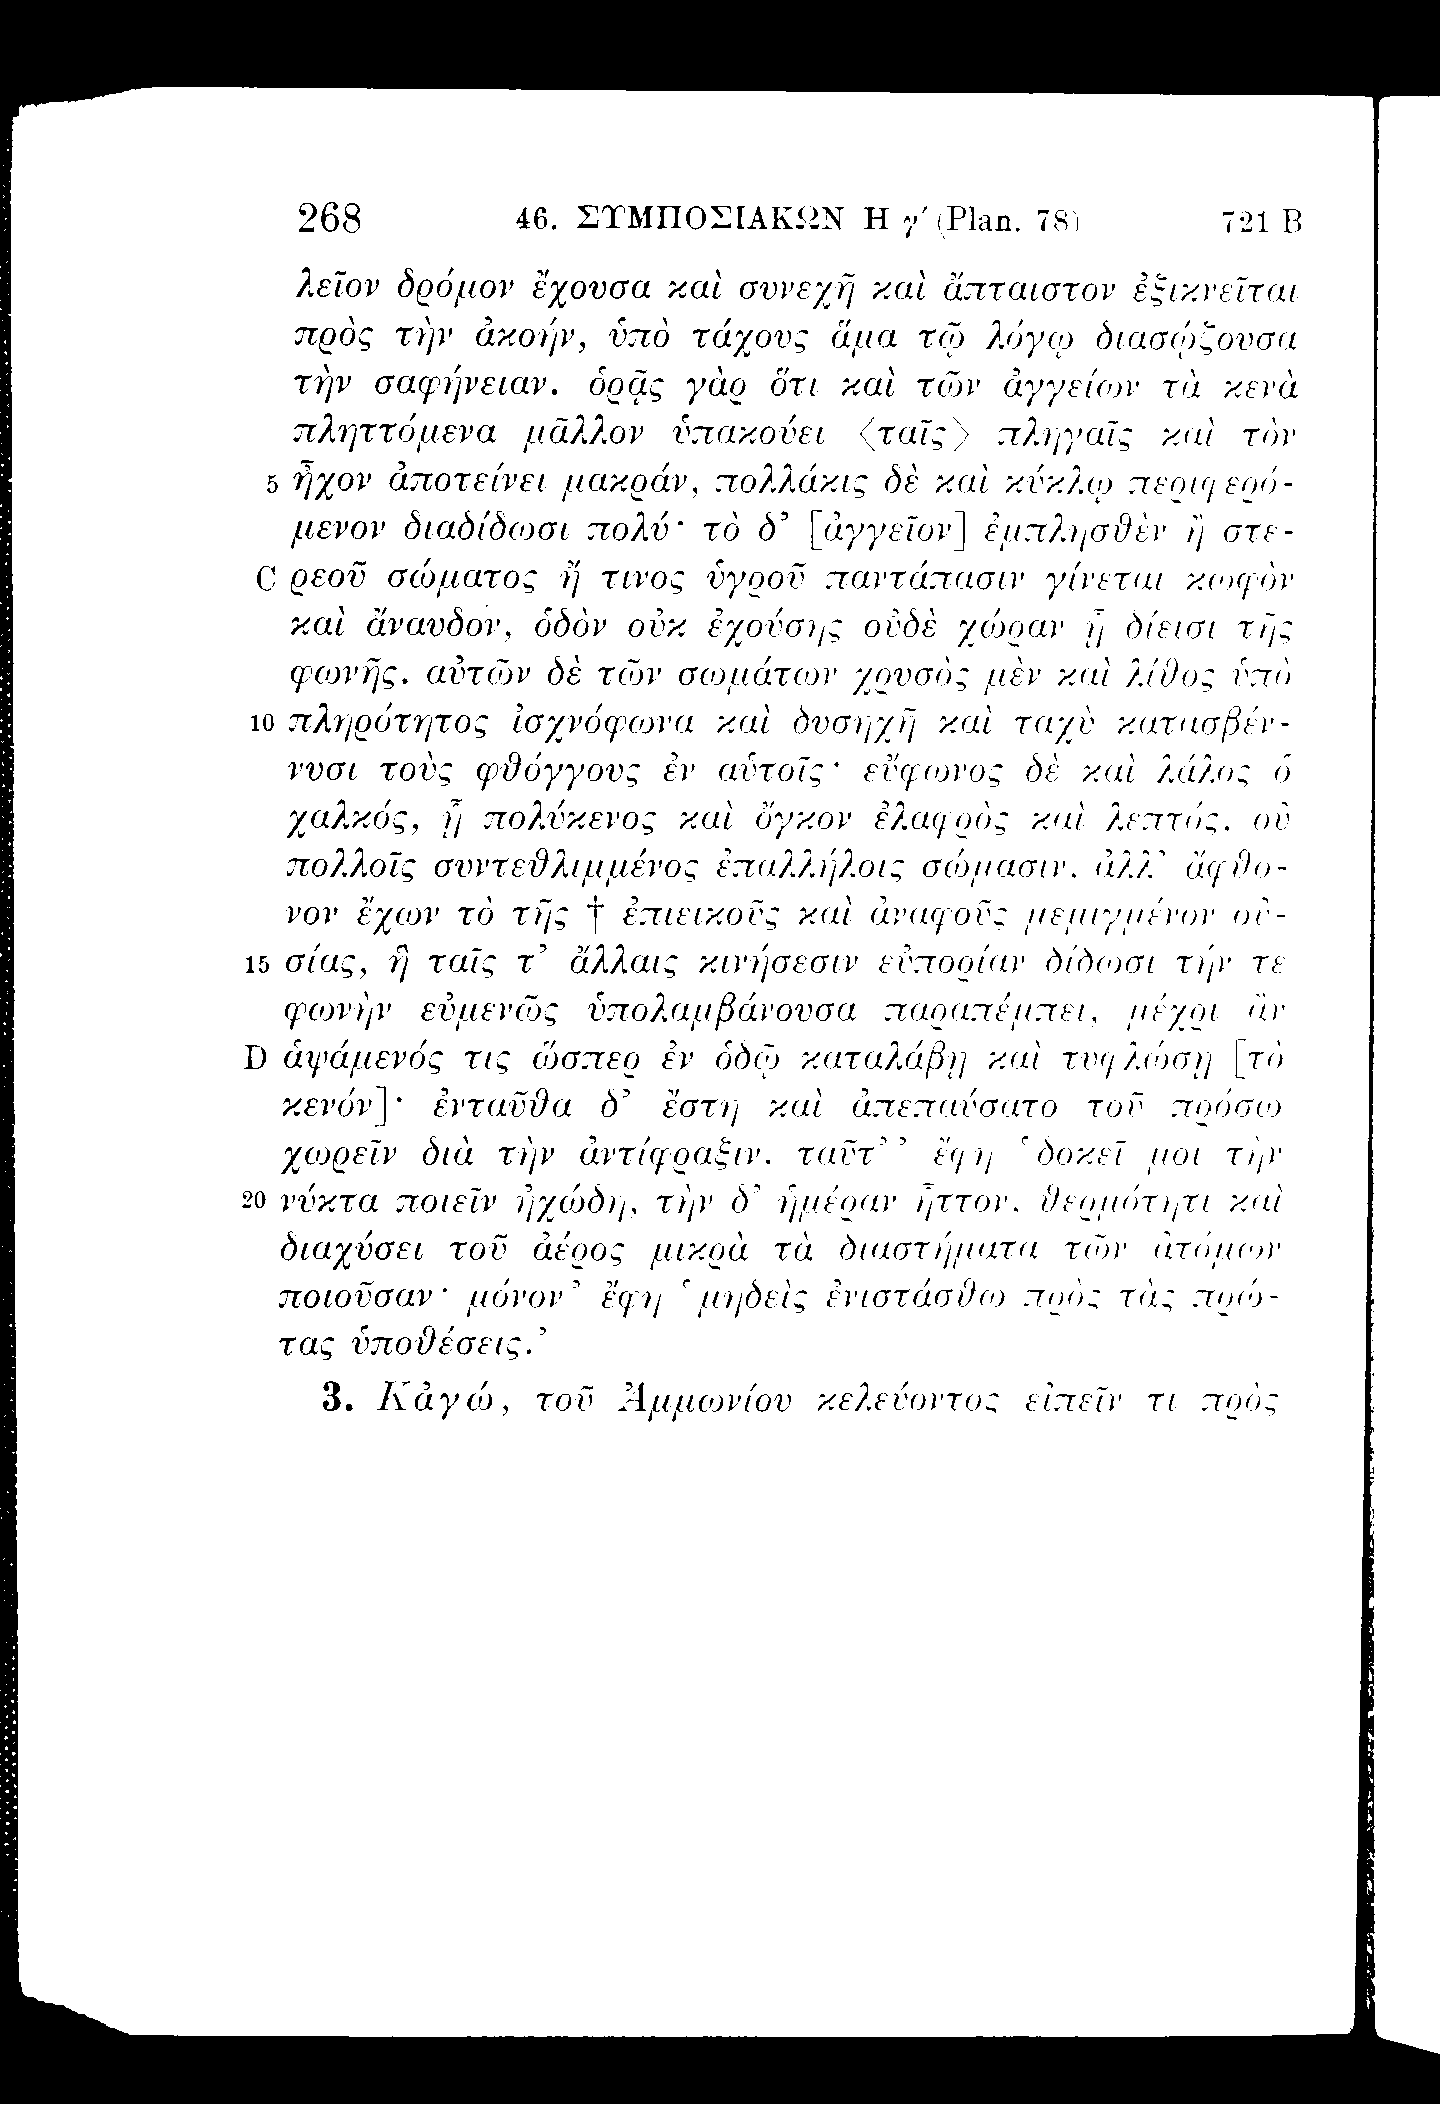 268 46. ΣΥΜΠΟΣΙΑΚΩΝ Η γ′ (Plan. 78) 721 B
λεῖον δρόμον ἔχουσα καὶ συνεχῆ καὶ ἄπταιστον ἐξικνεῖται
πρὸς τὴν ἀκοήν, ὑπὸ τάχους ἅμα τῷ λόγῳ διασῴζουσα
τὴν σαφήνειαν. ὁρᾷς γὰρ ὅτι καὶ τῶν ἀγγείων τὰ κενὰ
πληττόμενα μᾶλλον ὑπακούει ⟨ταῖς⟩ πληγαῖς καὶ τὸν
5 ἦχον ἀποτείνει μακράν, πολλάκις δὲ καὶ κύκλῳ περιφερό-
μενον διαδίδωσι πολύ· τὸ δ’ [ἀγγεῖον] ἐμπλησθὲν ἢ στε-
C ρεοῦ σώματος ἤ τινος ὑγροῦ παντάπασιν γίνεται κωφὸν
καὶ ἄναυδον, ὁδὸν οὐκ ἐχούσης οὐδὲ χώραν ᾗ δίεισι τῆς
φωνῆς. αὐτῶν δὲ τῶν σωμάτων χρυσὸς μὲν καὶ λίθος ὑπὸ
10 πληρότητος ἰσχνόφωνα καὶ δυσηχῆ καὶ ταχὺ κατασβέν-
νυσι τοὺς φθόγγους ἐν αὑτοῖς· εὔφωνος δὲ καὶ λάλος ὁ
χαλκός, ᾗ πολύκενος καὶ ὄγκον ἐλαφρὸς καὶ λεπτός, οὐ
πολλοῖς συντεθλιμμένος ἐπαλλήλοις σώμασιν, ἀλλ’ ἄφθο-
νον ἔχων τὸ τῆς † ἐπιεικοῦς καὶ ἀναφοῦς μεμιγμένον οὐ-
15 σίας, ἣ ταῖς τ’ ἄλλαις κινήσεσιν εὐπορίαν δίδωσι τήν τε
φωνὴν εὐμενῶς ὑπολαμβάνουσα παραπέμπει, μέχρι ἂν
D ἁψάμενός τις ὥσπερ ἐν ὁδῷ καταλάβῃ καὶ τυφλώσῃ [τὸ
κενόν]· ἐνταῦθα δ’ ἔστη καὶ ἀπεπαύσατο τοῦ πρόσω
χωρεῖν διὰ τὴν ἀντίφραξιν. ταῦτ’ ’ ἔφη ‘δοκεῖ μοι τὴν
20 νύκτα ποιεῖν ἠχώδη, τὴν δ’ ἡμέραν ἧττον, θερμότητι καὶ
διαχύσει τοῦ ἀέρος μικρὰ τὰ διαστήματα τῶν ἀτόμων
ποιοῦσαν· μόνον’ ἔφη ‘μηδεὶς ἐνιστάσθω πρὸς τὰς πρώ-
τας ὑποθέσεις.’
3. Κἀγώ, τοῦ Ἀμμωνίου κελεύοντος εἰπεῖν τι πρὸς